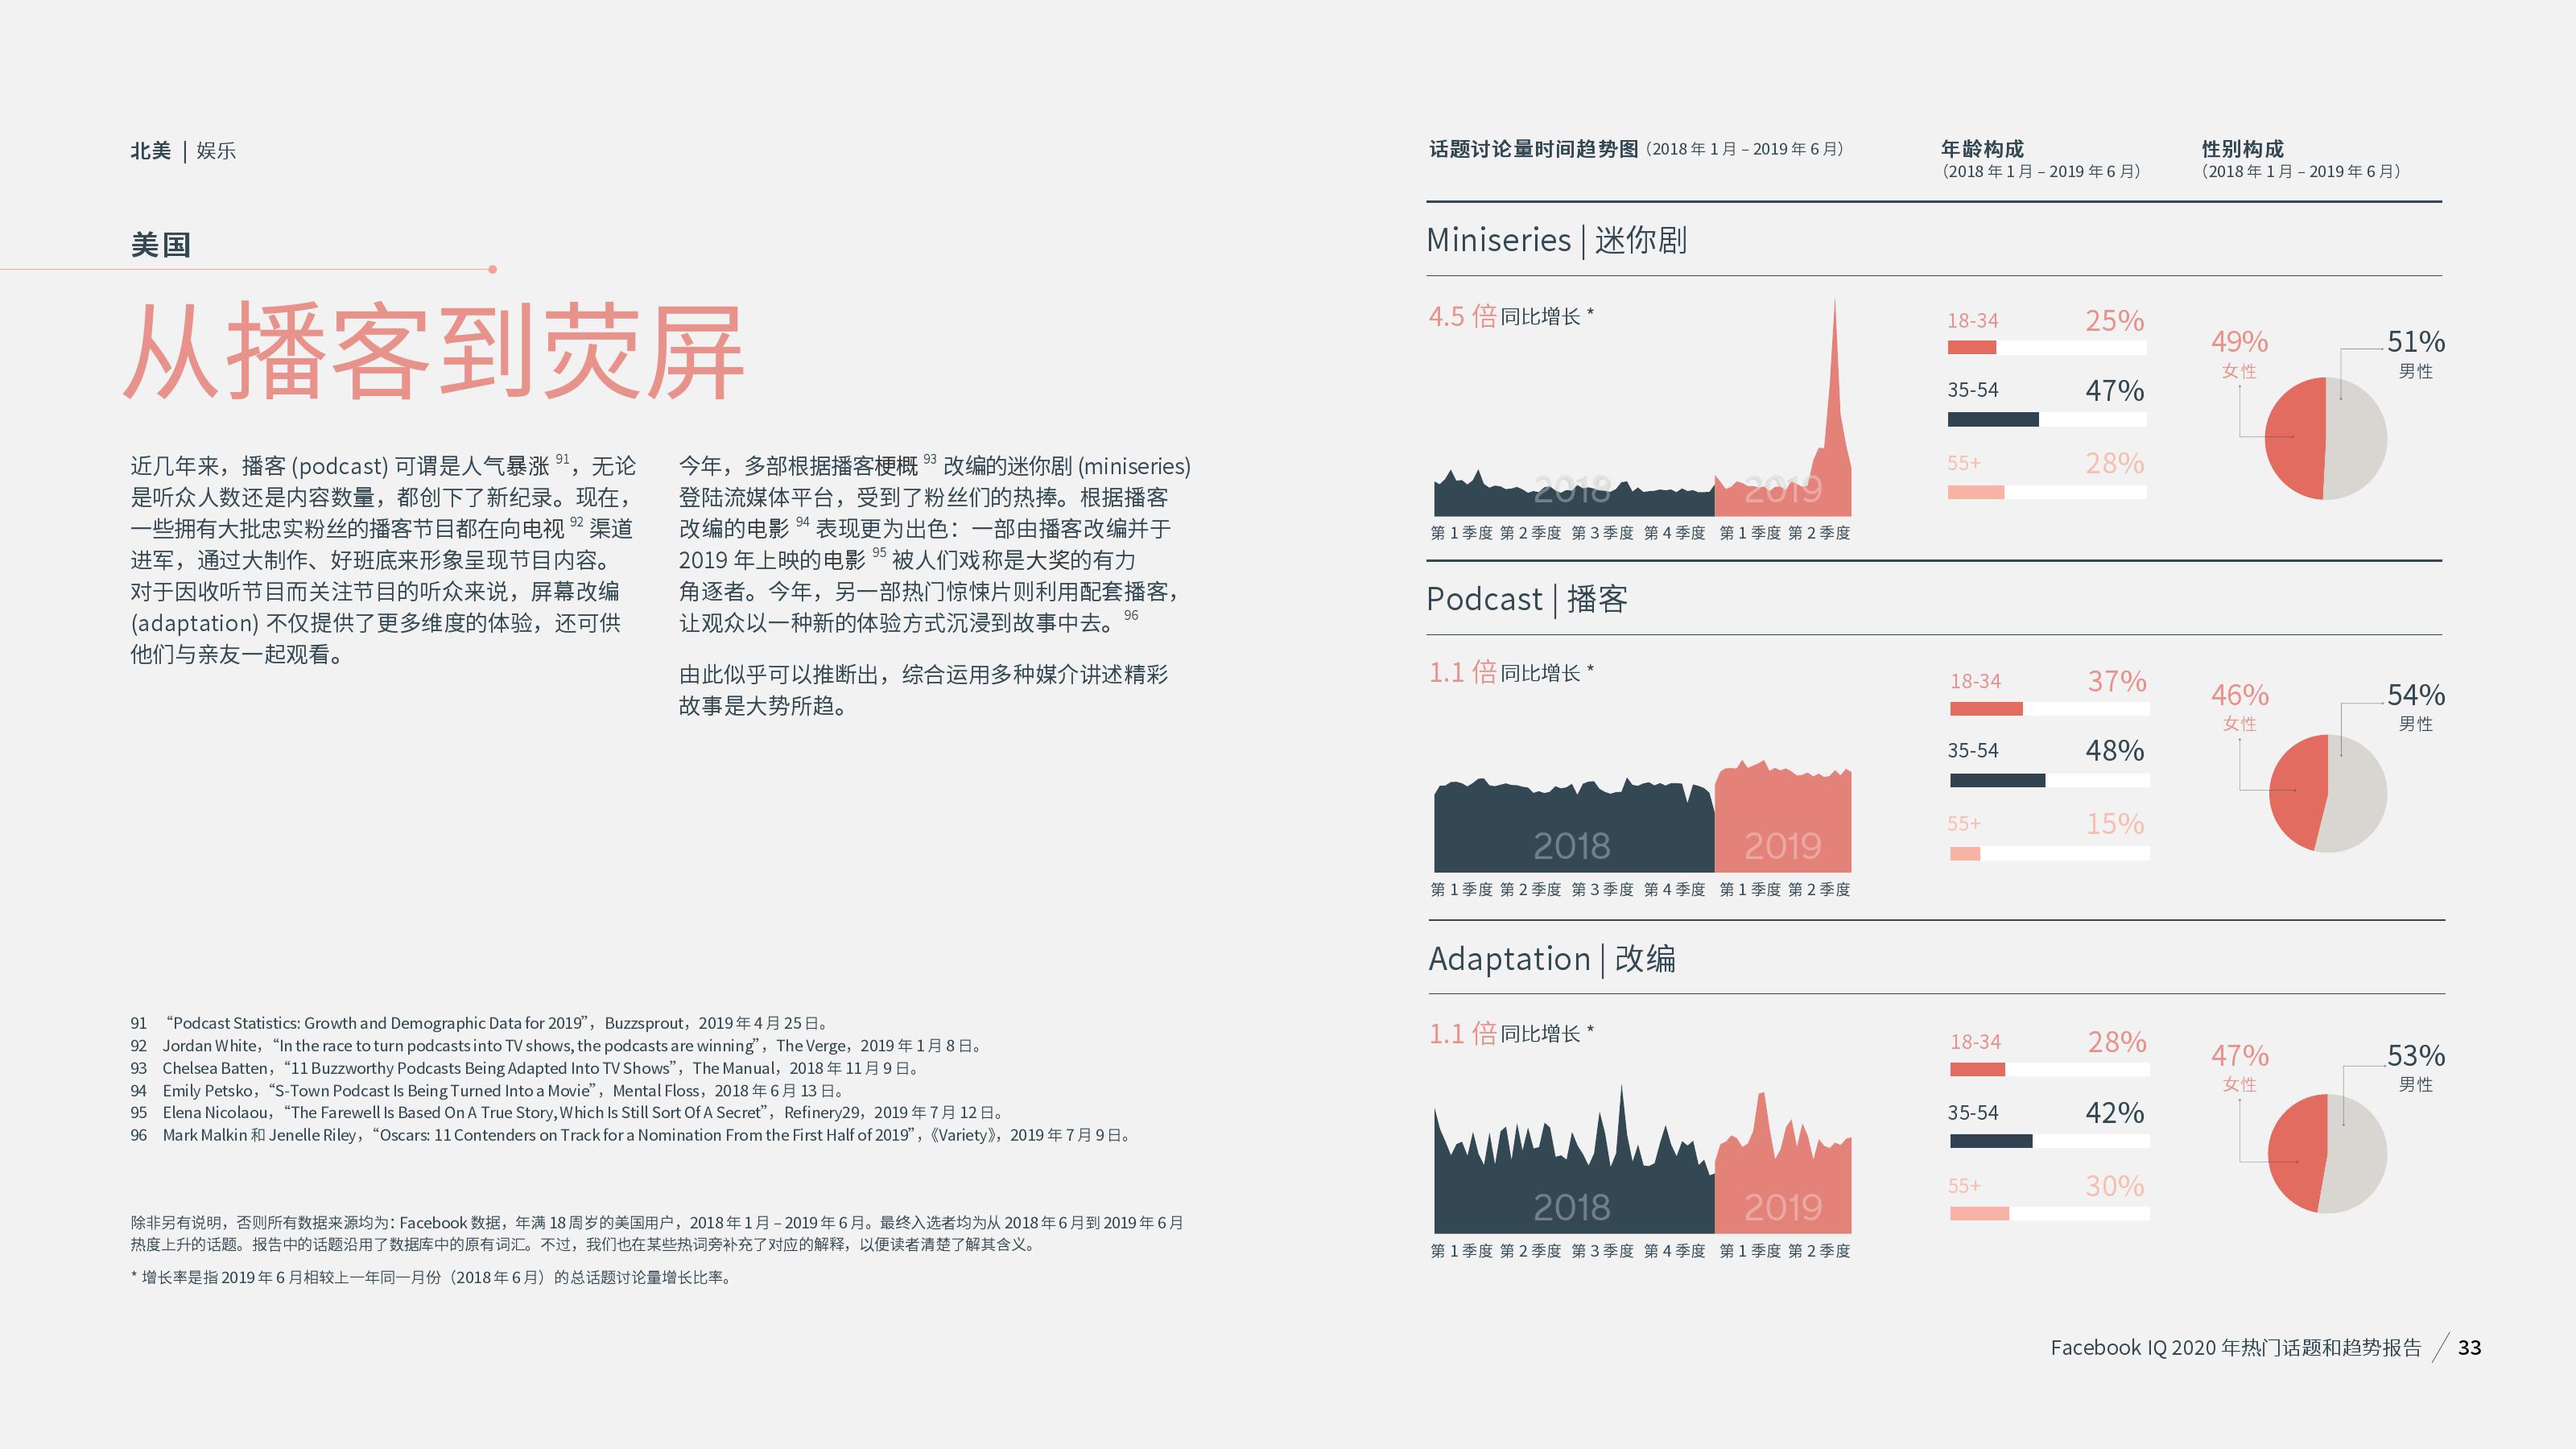 北美 | 娱乐
美国
从播客到荧屏
近几年来，播客 (podcast) 可谓是人气暴涨 91，无论
是听众人数还是内容数量，都创下了新纪录。现在，
一些拥有大批忠实粉丝的播客节目都在向电视 92 渠道
进军，通过大制作、好班底来形象呈现节目内容。
对于因收听节目而关注节目的听众来说，屏幕改编
(adaptation) 不仅提供了更多维度的体验，还可供
他们与亲友一起观看。
今年，多部根据播客梗概 93 改编的迷你剧 (miniseries)
登陆流媒体平台，受到了粉丝们的热捧。根据播客
改编的电影 94 表现更为出色：一部由播客改编并于
2019 年上映的电影 95 被人们戏称是大奖的有力
角逐者。今年，另一部热门惊悚片则利用配套播客，
让观众以一种新的体验方式沉浸到故事中去。96
由此似乎可以推断出，综合运用多种媒介讲述精彩
故事是大势所趋。
91 “Podcast Statistics: Growth and Demographic Data for 2019”，Buzzsprout，2019 年 4 月 25 日。
92 Jordan White，“In the race to turn podcasts into TV shows, the podcasts are winning”，The Verge，2019 年 1 月 8 日。
93 Chelsea Batten，“11 Buzzworthy Podcasts Being Adapted Into TV Shows”，The Manual，2018 年 11 月 9 日。
94 Emily Petsko，“S-Town Podcast Is Being Turned Into a Movie”，Mental Floss，2018 年 6 月 13 日。
95 Elena Nicolaou，“The Farewell Is Based On A True Story, Which Is Still Sort Of A Secret”，Refinery29，2019 年 7 月 12 日。
96 Mark Malkin 和 Jenelle Riley，“Oscars: 11 Contenders on Track for a Nomination From the First Half of 2019”，《Variety》，2019 年 7 月 9 日。
除非另有说明，否则所有数据来源均为：Facebook 数据，年满 18 周岁的美国用户，2018 年 1 月 – 2019 年 6 月。最终入选者均为从 2018 年 6 月到 2019 年 6 月
热度上升的话题。报告中的话题沿用了数据库中的原有词汇。不过，我们也在某些热词旁补充了对应的解释，以便读者清楚了解其含义。
* 增长率是指 2019 年 6 月相较上一年同一月份（2018 年 6 月）的总话题讨论量增长比率。
话题讨论量时间趋势图（2018 年 1 月 – 2019 年 6 月）
年龄构成
（2018 年 1 月 – 2019 年 6 月）
性别构成
（2018 年 1 月 – 2019 年 6 月）
Miniseries | 迷你剧
4.5 倍同比增长 *
2018 2019
第 1 季度 第 2 季度 第 3 季度 第 4 季度 第 1 季度 第 2 季度
18-34 25%
35-54 47%
55+ 28%
49% 51%
女性 男性
Podcast | 播客
1.1 倍同比增长 *
2018 2019
第 1 季度 第 2 季度 第 3 季度 第 4 季度 第 1 季度 第 2 季度
18-34 37%
35-54 48%
55+ 15%
46% 54%
女性 男性
Adaptation | 改编
1.1 倍同比增长 *
2018 2019
第 1 季度 第 2 季度 第 3 季度 第 4 季度 第 1 季度 第 2 季度
18-34 28%
35-54 42%
55+ 30%
47% 53%
女性 男性
Facebook IQ 2020 年热门话题和趋势报告 / 33